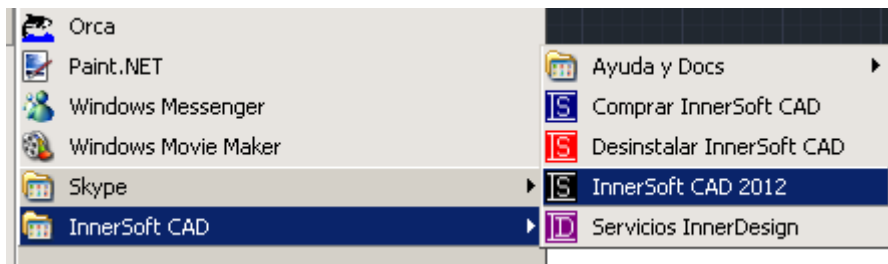 Orca
Paint.NET
Windows Messenger
Windows Movie Maker
Skype
InnerSoft CAD
Ayuda y Docs
Comprar InnerSoft CAD
Desinstalar InnerSoft CAD
InnerSoft CAD 2012
Servicios InnerDesign